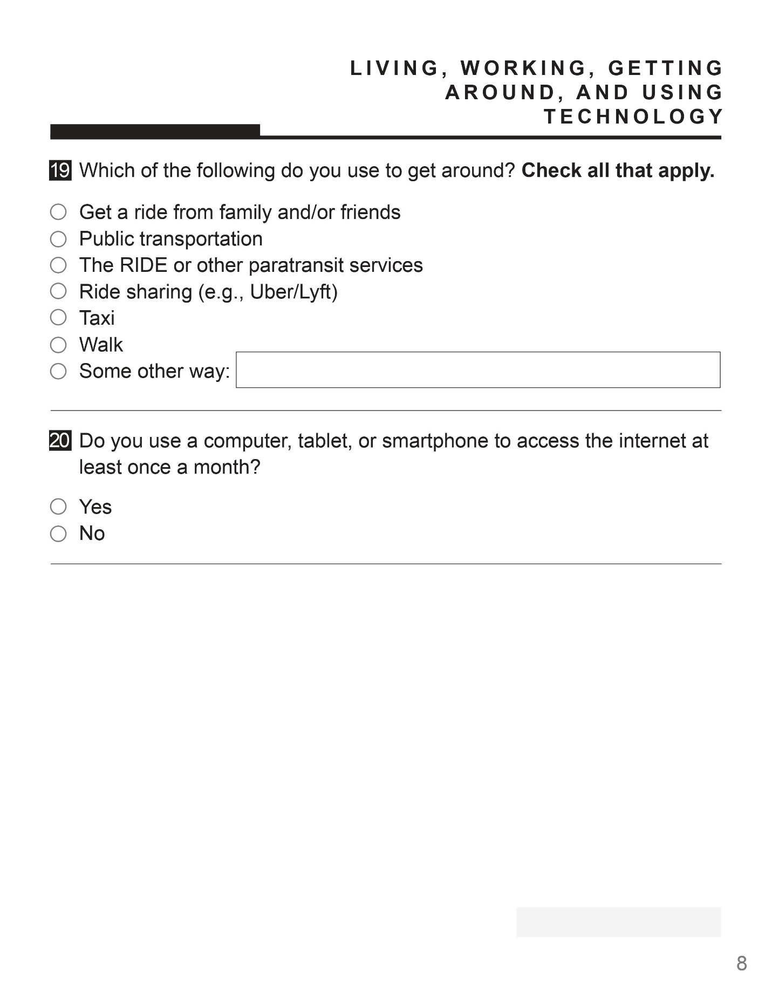 LIVING, WORKING, GETTING
AROUND, AND USING
TECHNOLOGY
19 Which of the following do you use to get around? Check all that apply.
Get a ride from family and/or friends
Public transportation
The RIDE or other paratransit services
Ride sharing (e.g., Uber/Lyft)
Taxi
Walk
Some other way:
20 Do you use a computer, tablet, or smartphone to access the internet at
least once a month?
Yes
No
8